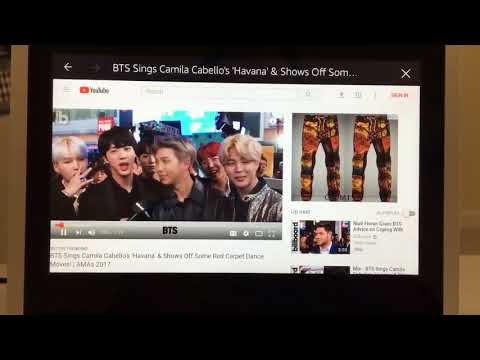 BTS Sings Camila Cabello's 'Havana' & Shows Off Som...
YouTube
Search
SIGN IN
BTS
Up next
AUTOPLAY
billboard
Niall Horan Gives BTS
Advice on Coping With
BTS Sings Camila Cabello's 'Havana' & Shows Off Some Red Carpet Dance
Moves! | AMAs 2017
Mix - BTS Sings Camila